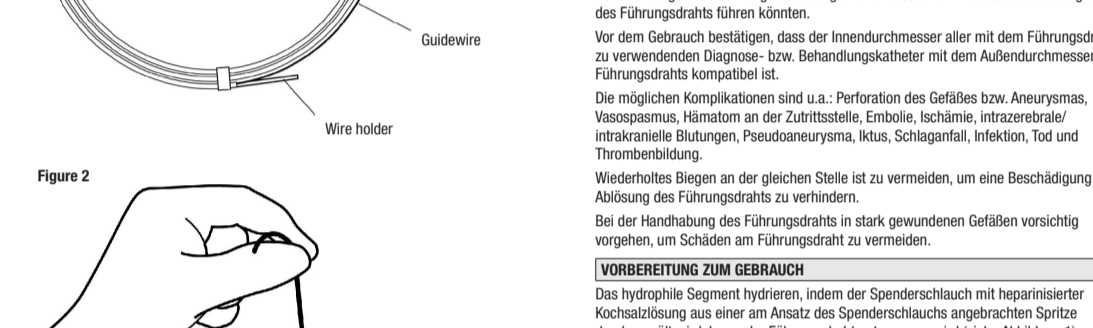 Guidewire
Wire holder
Figure 2
des Führungsdrahts führen könnten.
Vor dem Gebrauch bestätigen, dass der Innendurchmesser aller mit dem
zu verwendenden Diagnose- bzw. Behandlungskatheter mit dem Außendurchmesser
Führungsdrahts kompatibel ist.
Die möglichen Komplikationen sind u.a.: Perforation des Gefäßes bzw. Aneurysmas,
Vasospasmus, Hämatom an der Zutrittsstelle, Embolie, Ischämie, intrazerebrale/
intrakranielle Blutungen, Pseudoaneurysma, Iktus, Schlaganfall, Infektion, Tod und
Thrombenbildung.
Wiederholtes Biegen an der gleichen Stelle ist zu vermeiden, um eine Beschädigung
Ablösung des Führungsdrahts zu verhindern.
Bei der Handhabung des Führungsdrahts in stark gewundenen Gefäßen vorsichtig
vorgehen, um Schäden am Führungsdraht zu vermeiden.
VORBEREITUNG ZUM GEBRAUCH
Das hydrophile Segment hydrieren, indem der Spenderschlauch mit heparinisierter
Kochsalzlösung aus einer am Ansatz des Spenderschlauchs angebrachten Spritze